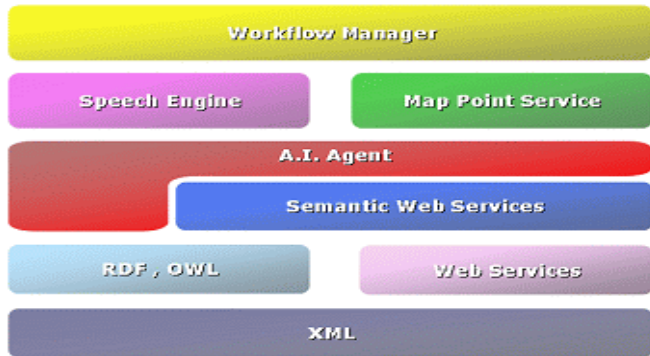 Workflow Manager
Speech Engine
Map Point Service
A.I. Agent
Semantic Web Services
RDF , OWL
Web Services
XML